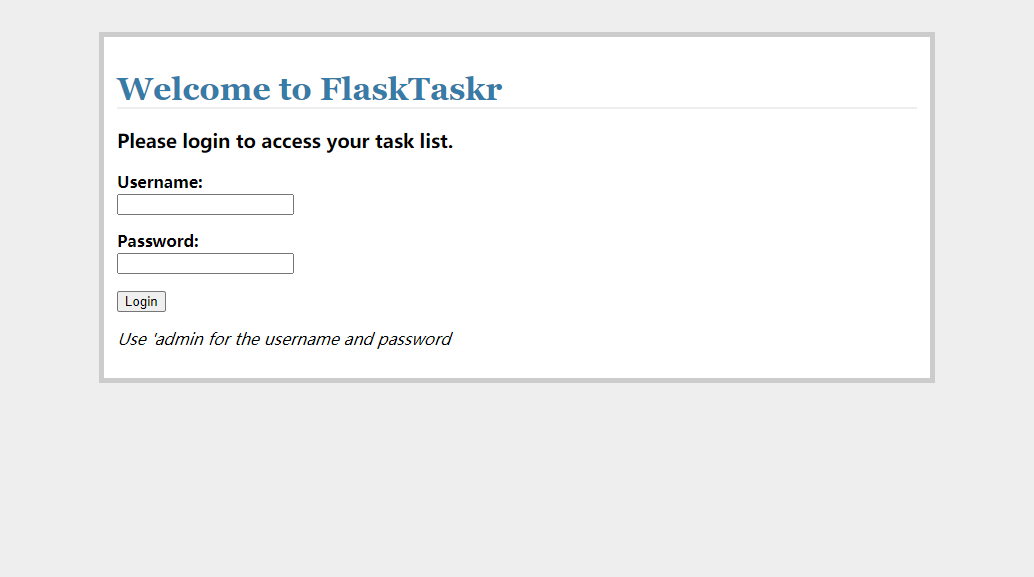 Welcome to FlaskTaskr
Please login to access your task list.
Username:
Password:
Login
Use 'admin for the username and password